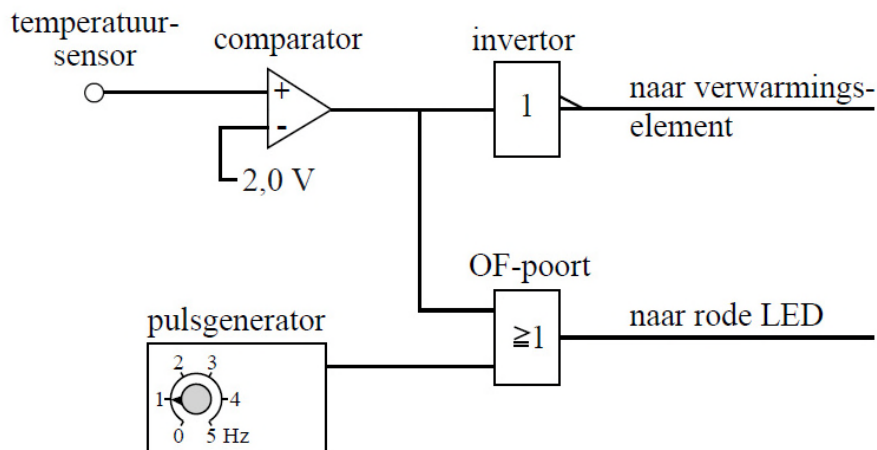 temperatuur-
sensor
comparator
invertor
+
-
2,0 V
1
naar verwarmings-
element
OF-poort
≧1
naar rode LED
pulsgenerator
2 3
1 4
0 5 Hz